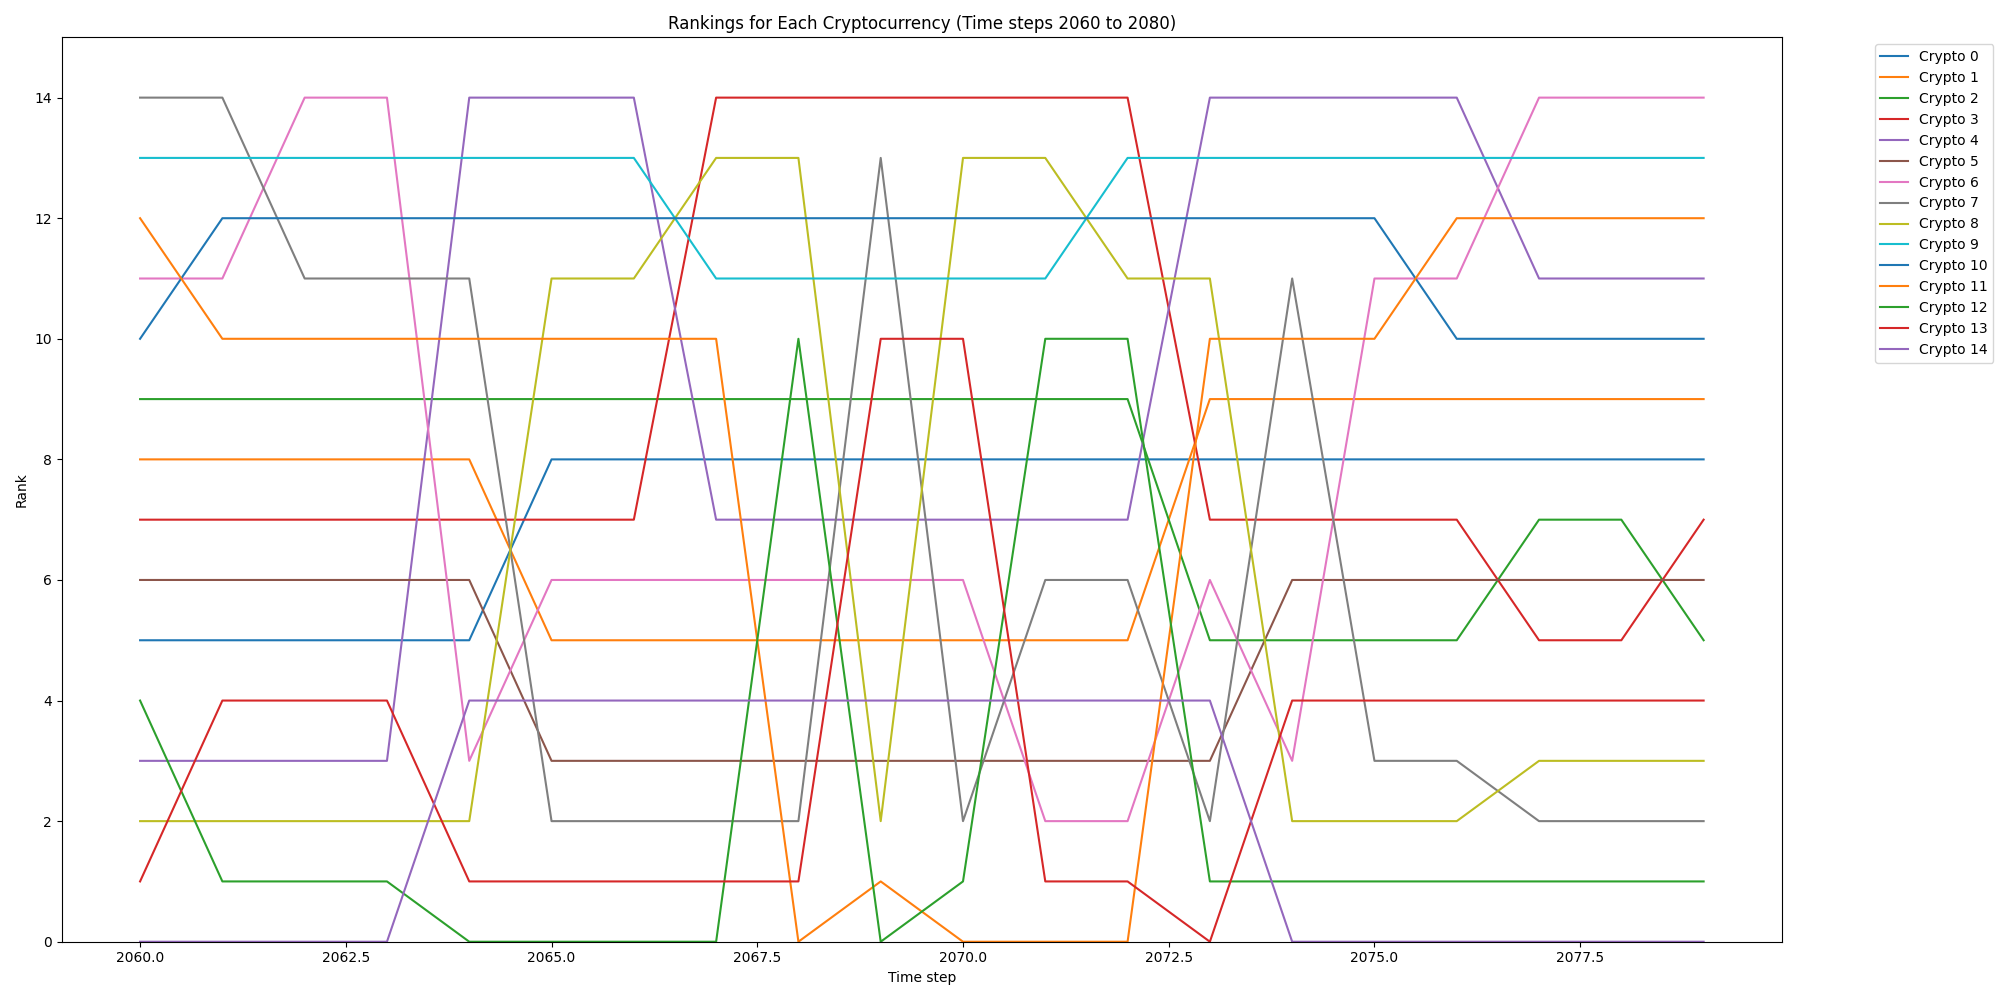 Rankings for Each Cryptocurrency (Time steps 2060 to 2080)
Rank
14
12
10
8
6
4
2
0
2060.0
2062.5
2065.0
2067.5
2070.0
2072.5
2075.0
2077.5
Time step
Crypto 0
Crypto 1
Crypto 2
Crypto 3
Crypto 4
Crypto 5
Crypto 6
Crypto 7
Crypto 8
Crypto 9
Crypto 10
Crypto 11
Crypto 12
Crypto 13
Crypto 14